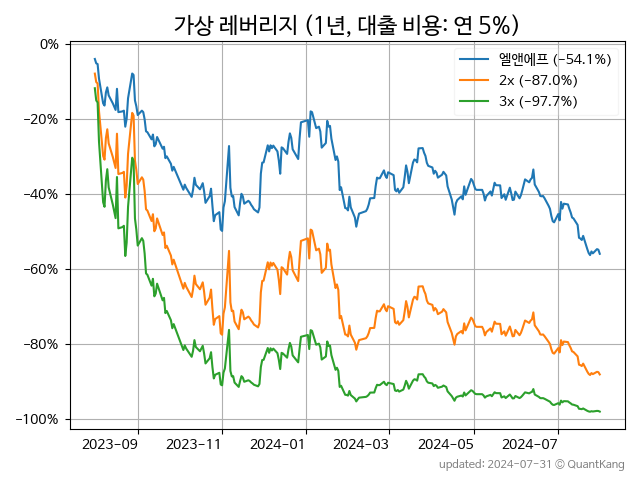 가상 레버리지 (1년, 대출 비용: 연 5%)
엘앤에프 (−54.1%)
2x (−87.0%)
3x (−97.7%)
0%
−20%
−40%
−60%
−80%
−100%
2023-09
2023-11
2024-01
2024-03
2024-05
2024-07
updated: 2024-07-31 © QuantKang